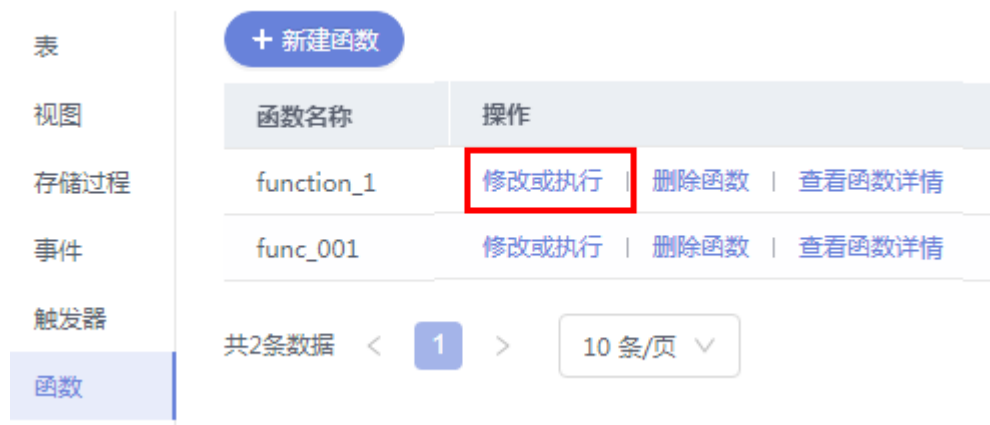 表
视图
存储过程
事件
触发器
函数
+ 新建函数
函数名称 操作
function_1 修改或执行 | 删除函数 | 查看函数详情
func_001 修改或执行 | 删除函数 | 查看函数详情
共2条数据 < 1 > 10 条/页